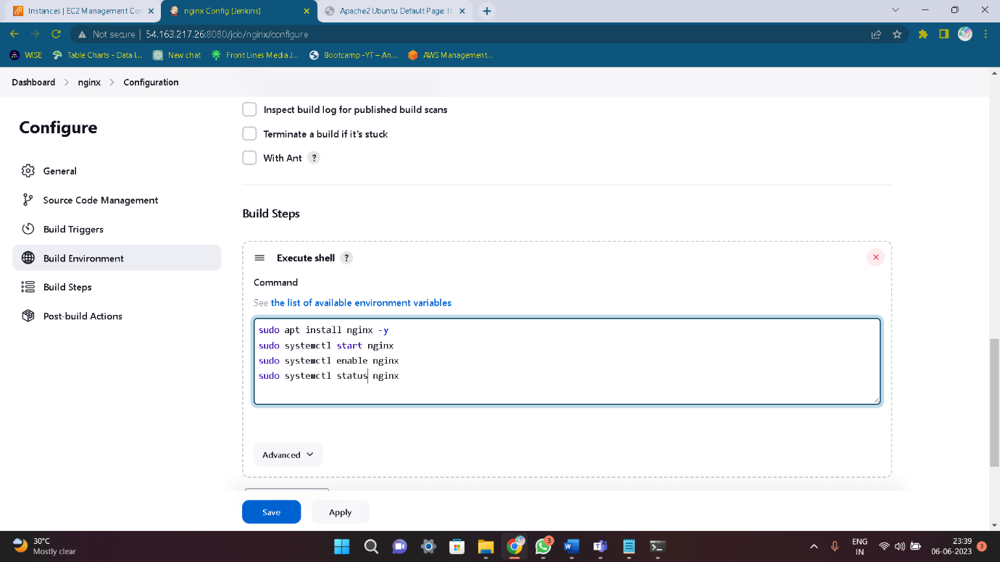 Instances | EC2 Management Con
nginx Config [Jenkins]
Apache2 Ubuntu Default Page: It
Not secure | 54.163.217.26:8080/job/nginx/configure
WISE
Table Charts - Data I...
New chat
Front Lines Media J...
Bootcamp -YT – An...
AWS Management...
Dashboard > nginx > Configuration
Configure
General
Source Code Management
Build Triggers
Build Environment
Build Steps
Post-build Actions
Inspect build log for published build scans
Terminate a build if it's stuck
With Ant ?
Build Steps
Execute shell ?
Command
See the list of available environment variables
sudo apt install nginx -y
sudo systemctl start nginx
sudo systemctl enable nginx
sudo systemctl status nginx
Advanced
Save
Apply
30°C
Mostly clear
3
ENG
IN
23:39
06-06-2023
3